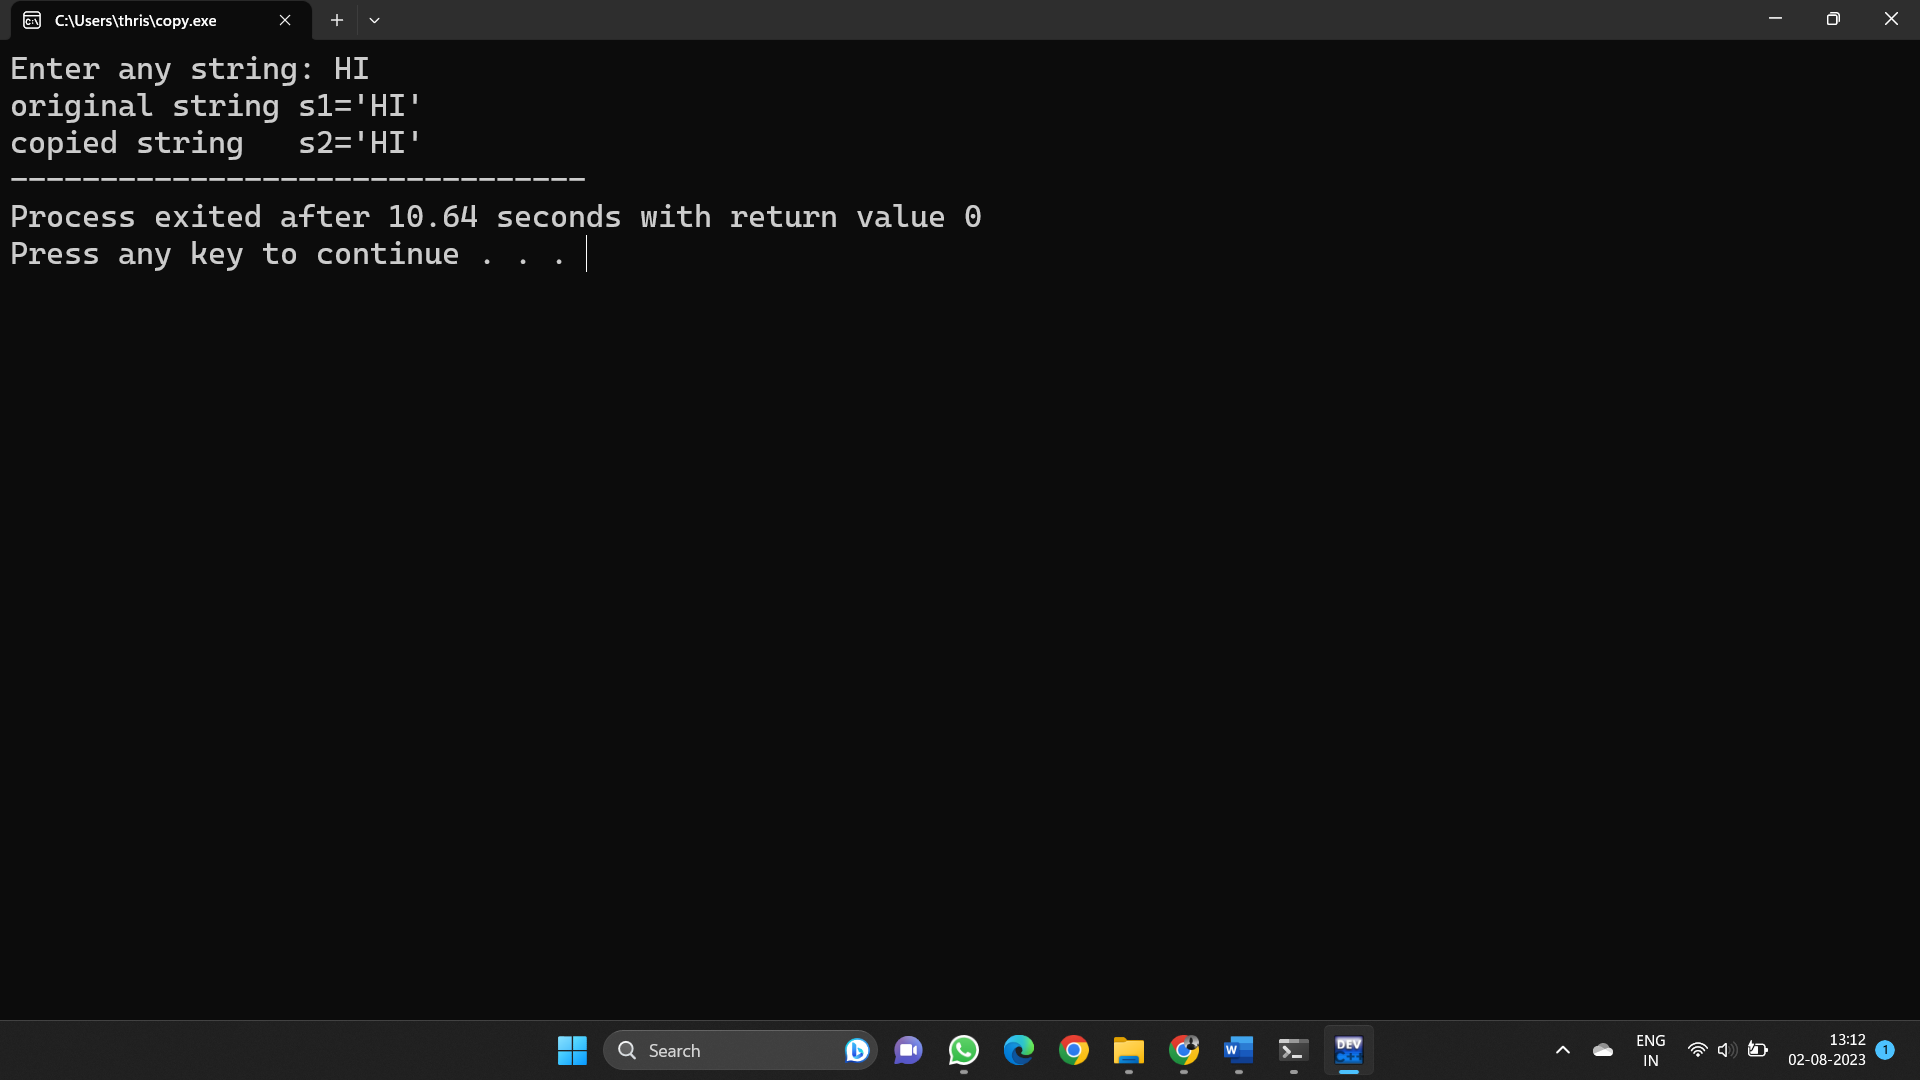 C:\Users\thris\copy.exe
Enter any string: HI
original string s1='HI'
copied string   s2='HI'
--------------------------------
Process exited after 10.64 seconds with return value 0
Press any key to continue . . .
Search
W
DEV
C++
ENG
IN
13:12
02-08-2023
1